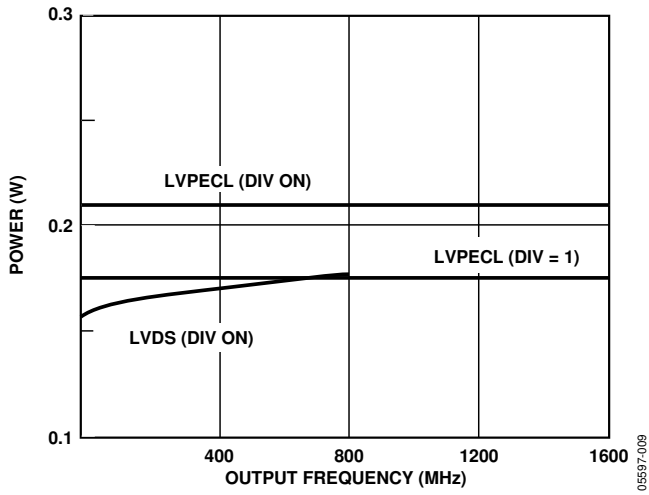 0.3
LVPECL (DIV ON)
POWER (W)
0.2
LVPECL (DIV = 1)
LVDS (DIV ON)
0.1
400
800
1200
1600
OUTPUT FREQUENCY (MHz)
05597-009